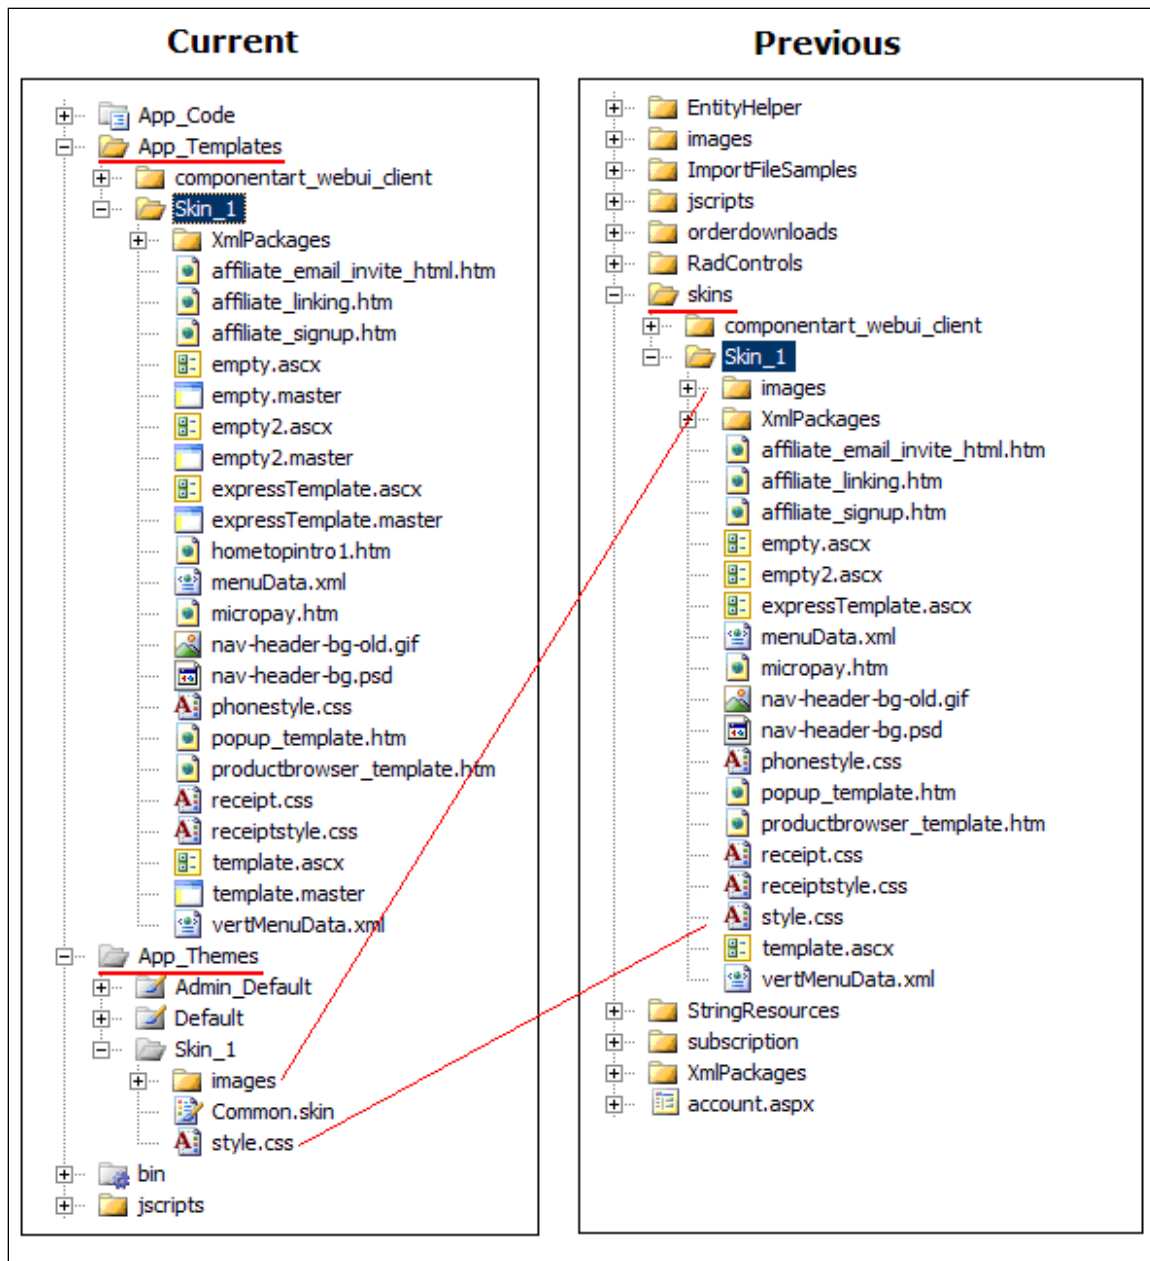 Current
App_Code
App_Templates
componentart_webui_client
Skin_1
XmlPackages
affiliate_email_invite_html.htm
affiliate_linking.htm
affiliate_signup.htm
empty.ascx
empty.master
empty2.ascx
empty2.master
expressTemplate.ascx
expressTemplate.master
hometopintro1.htm
menuData.xml
micropay.htm
nav-header-bg-old.gif
nav-header-bg.psd
phonestyle.css
popup_template.htm
productbrowser_template.htm
receipt.css
receiptstyle.css
template.ascx
template.master
vertMenuData.xml
App_Themes
Admin_Default
Default
Skin_1
images
Common.skin
style.css
bin
jscripts
Previous
EntityHelper
images
ImportFileSamples
jscripts
orderdownloads
RadControls
skins
componentart_webui_client
Skin_1
images
XmlPackages
affiliate_email_invite_html.htm
affiliate_linking.htm
affiliate_signup.htm
empty.ascx
empty2.ascx
expressTemplate.ascx
menuData.xml
micropay.htm
nav-header-bg-old.gif
nav-header-bg.psd
phonestyle.css
popup_template.htm
productbrowser_template.htm
receipt.css
receiptstyle.css
style.css
template.ascx
vertMenuData.xml
StringResources
subscription
XmlPackages
account.aspx